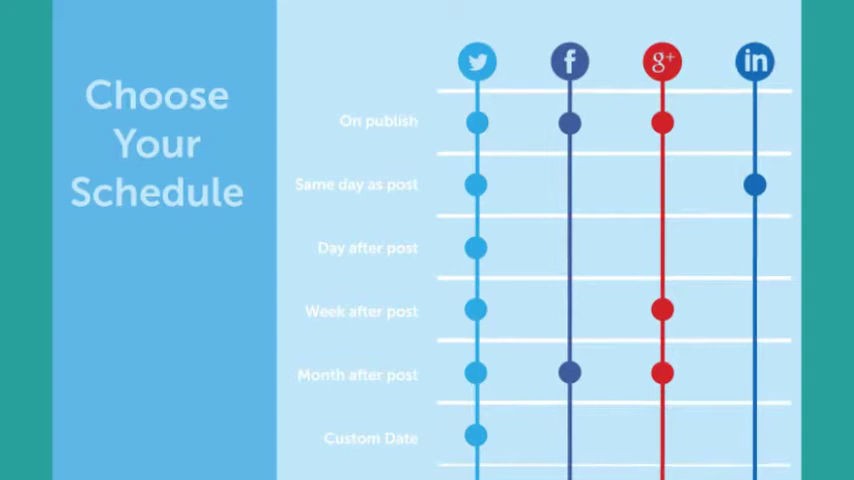 Choose
Your
Schedule
f
g+
in
On publish
Same day as post
Day after post
Week after post
Month after post
Custom Date